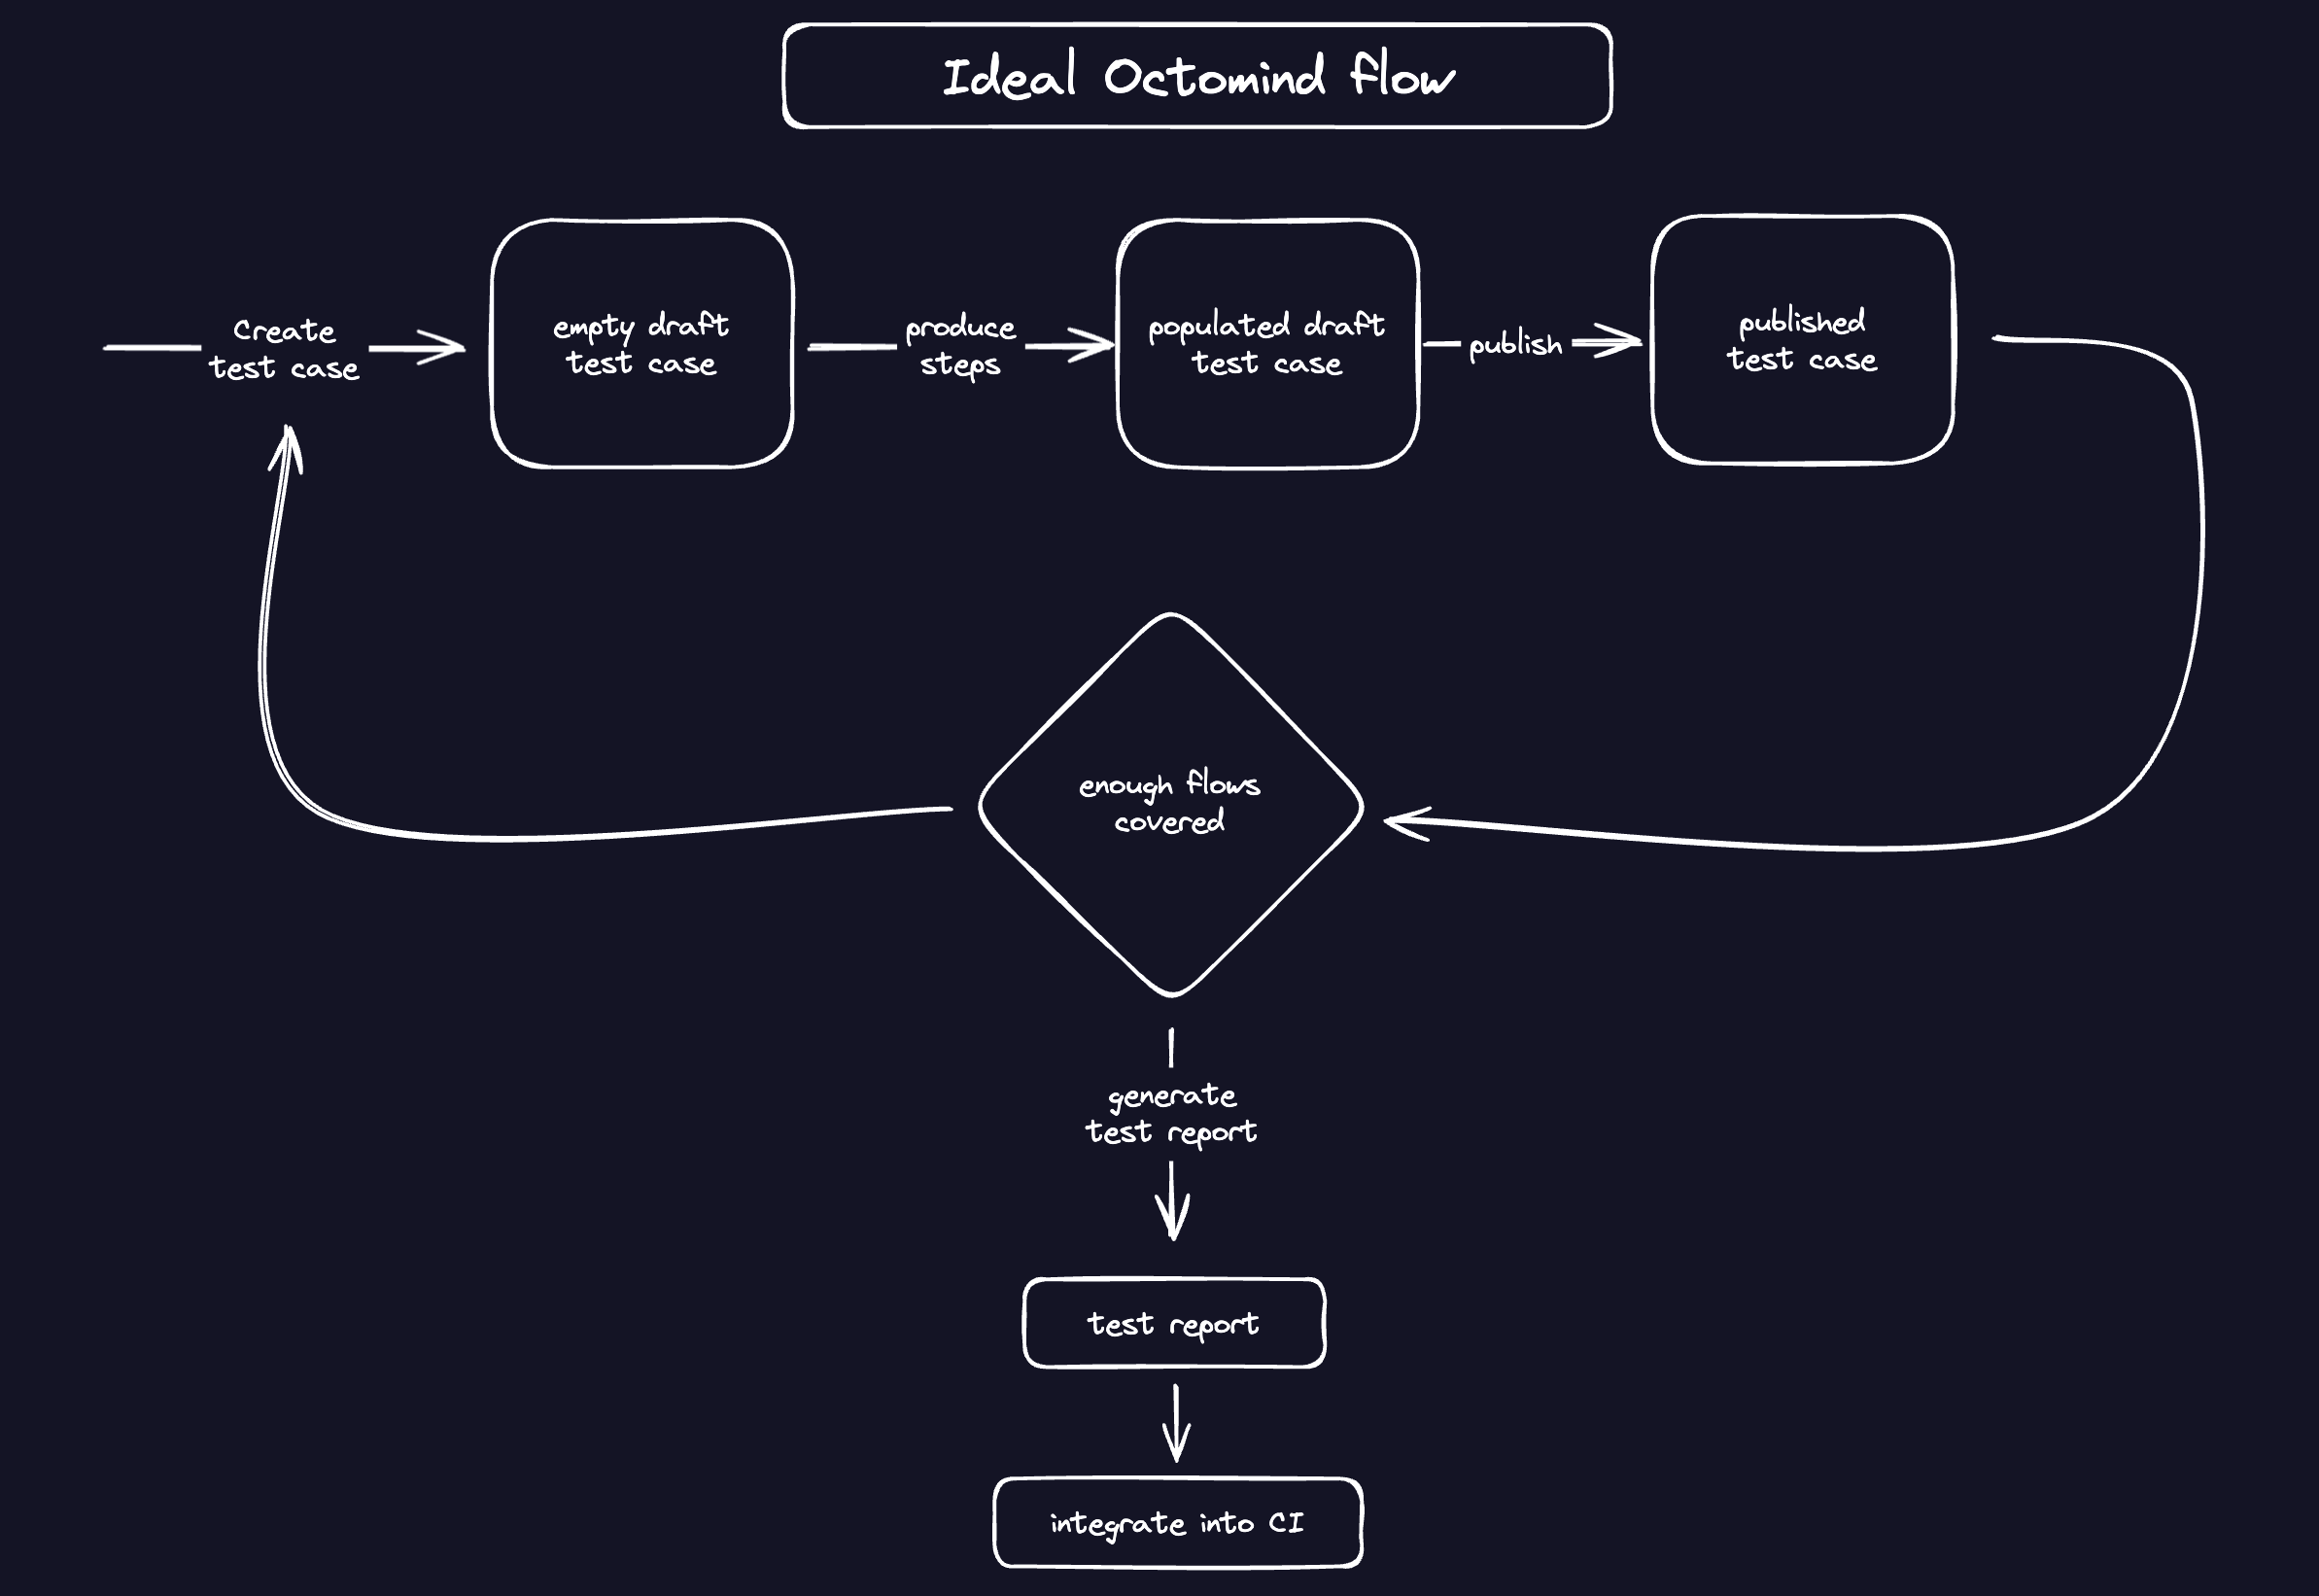 Ideal Octomind flow
Create
test case
empty draft
test case
produce
steps
populated draft
test case
publish
published
test case
enough flows
covered
generate
test report
test report
integrate into CI